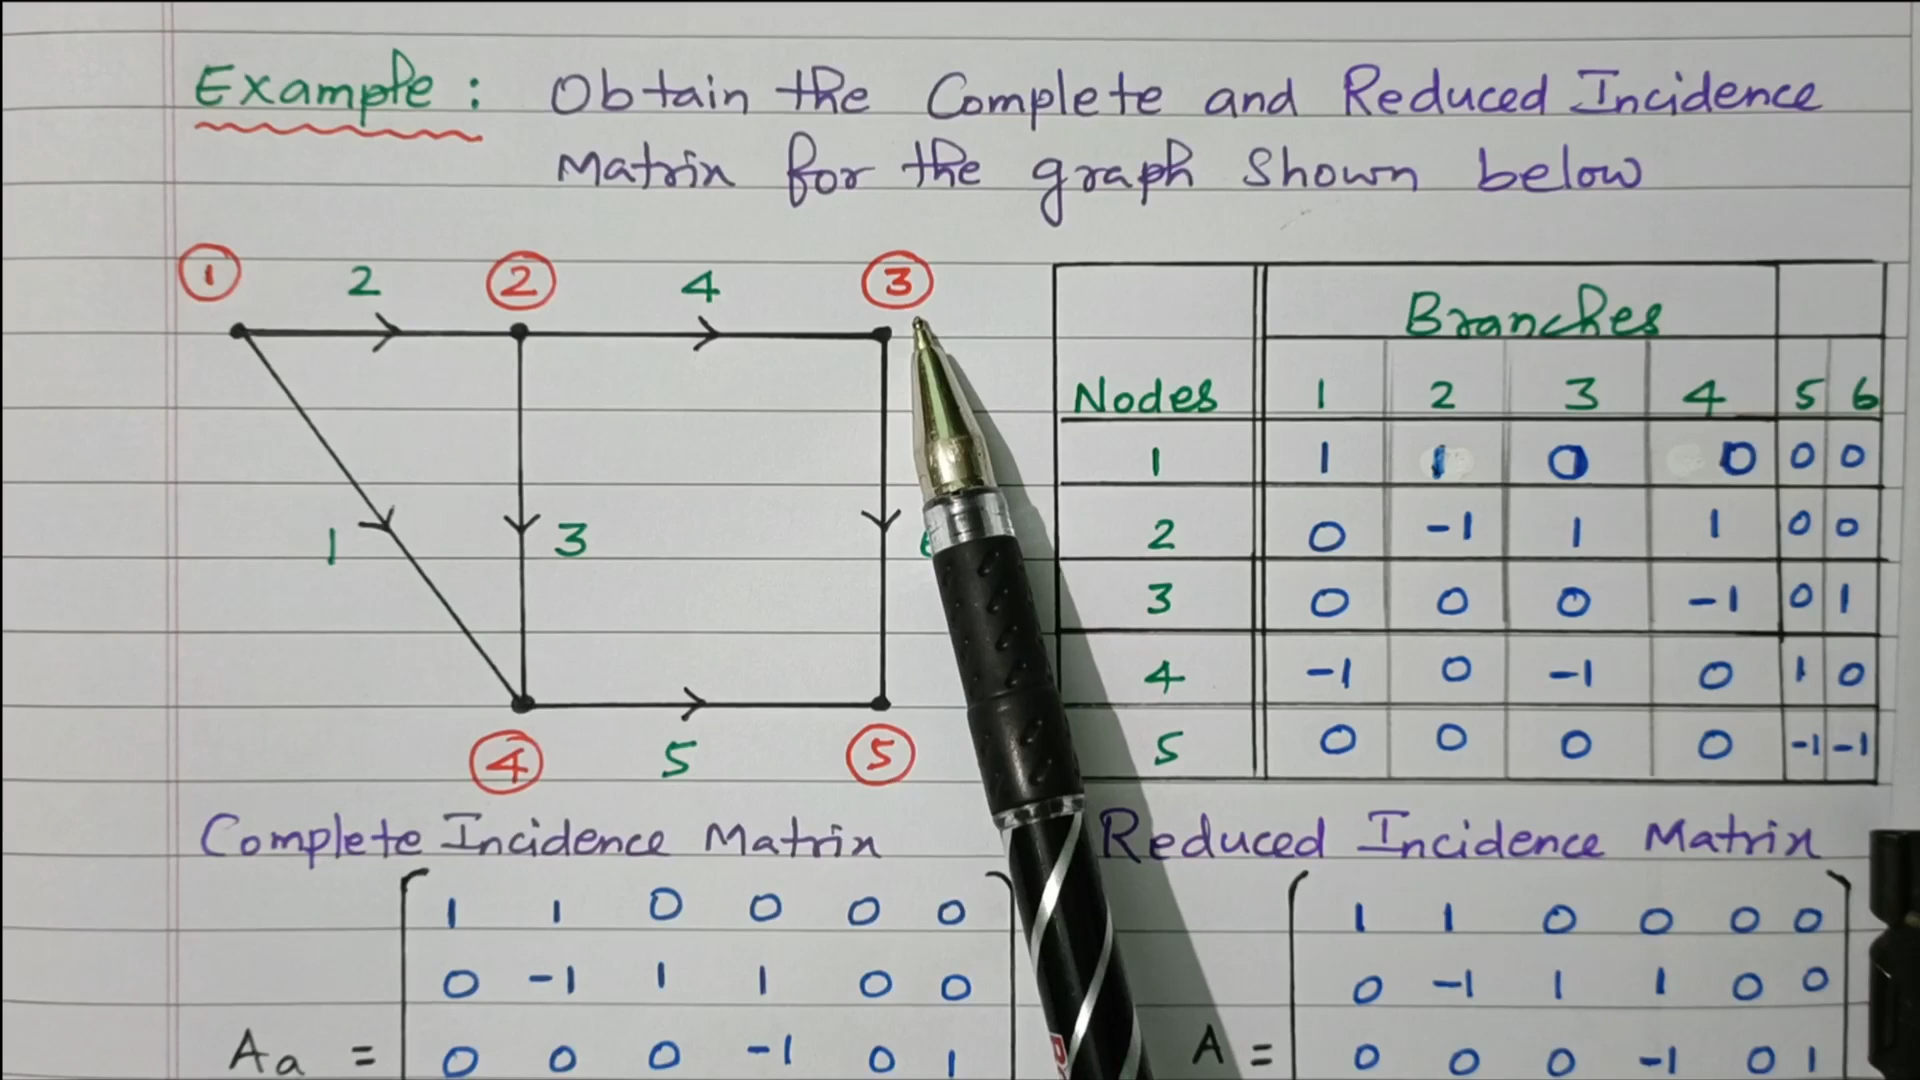 Example: Obtain the Complete and Reduced Incidence
Matrix for the graph shown below
1 2 2 4 3
1 3
4 5 5
Branches
Nodes 1 2 3 4 5 6
1 1 1 0 0 0 0
2 0 -1 1 1 0 0
3 0 0 0 -1 0 1
4 -1 0 -1 0 1 0
5 0 0 0 0 -1 -1
Complete Incidence Matrix
1 1 0 0 0 0
0 -1 1 1 0 0
Aa = 0 0 0 -1 0 1
Reduced Incidence Matrix
1 1 0 0 0 0
0 -1 1 1 0 0
A = 0 0 0 -1 0 1